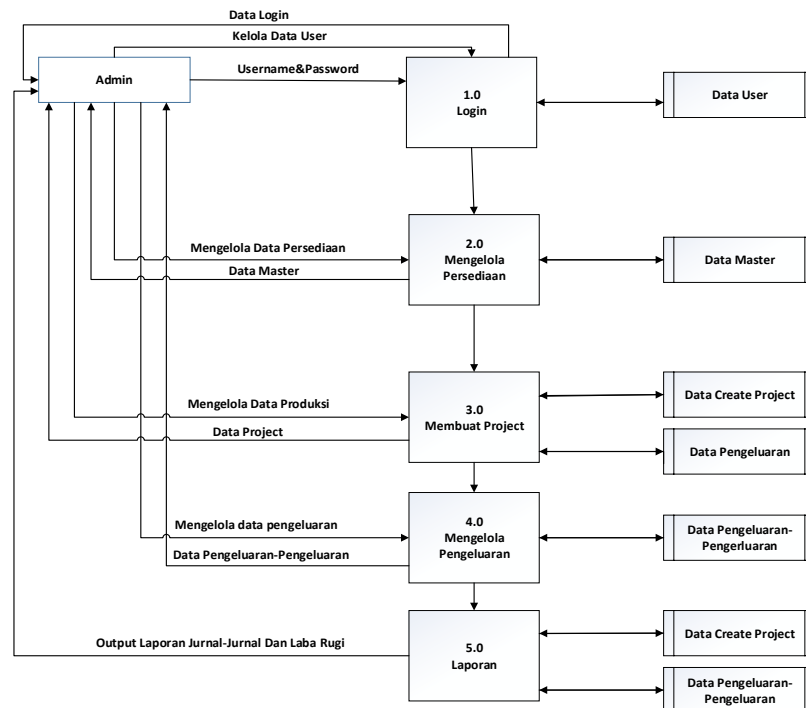 Data Login
Kelola Data User
Admin
Username&Password
1.0
Login
Data User
Mengelola Data Persediaan
Data Master
2.0
Mengelola
Persediaan
Data Master
Mengelola Data Produksi
Data Project
3.0
Membuat Project
Data Create Project
Data Pengeluaran
Mengelola data pengeluaran
Data Pengeluaran-Pengeluaran
4.0
Mengelola
Pengeluaran
Data Pengeluaran-
Pengerluaran
Output Laporan Jurnal-Jurnal Dan Laba Rugi
5.0
Laporan
Data Create Project
Data Pengeluaran-
Pengeluaran